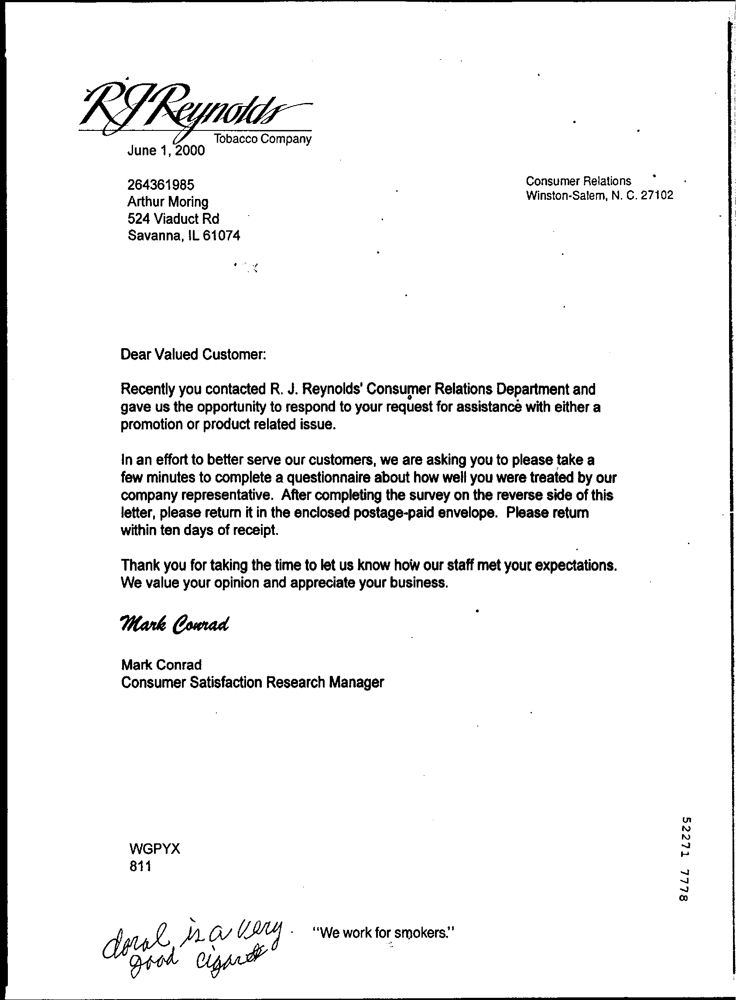 RJReynolds
Tobacco Company
June 1, 2000
264361985
Arthur Moring
524 Viaduct Rd
Savanna, IL 61074
Consumer Relations
Winston-Salem, N. C. 27102
Dear Valued Customer:
Recently you contacted R. J. Reynolds' Consumer Relations Department and
gave us the opportunity to respond to your request for assistance with either a
promotion or product related issue.
In an effort to better serve our customers, we are asking you to please take a
few minutes to complete a questionnaire about how well you were treated by our
company representative. After completing the survey on the reverse side of this
letter, please return it in the enclosed postage-paid envelope. Please return
within ten days of receipt.
Thank you for taking the time to let us know how our staff met your expectations.
We value your opinion and appreciate your business.
Mark Conrad
Mark Conrad
Consumer Satisfaction Research Manager
WGPYX
811
52271 7778
doral is a very
good cigarett
"We work for smokers."